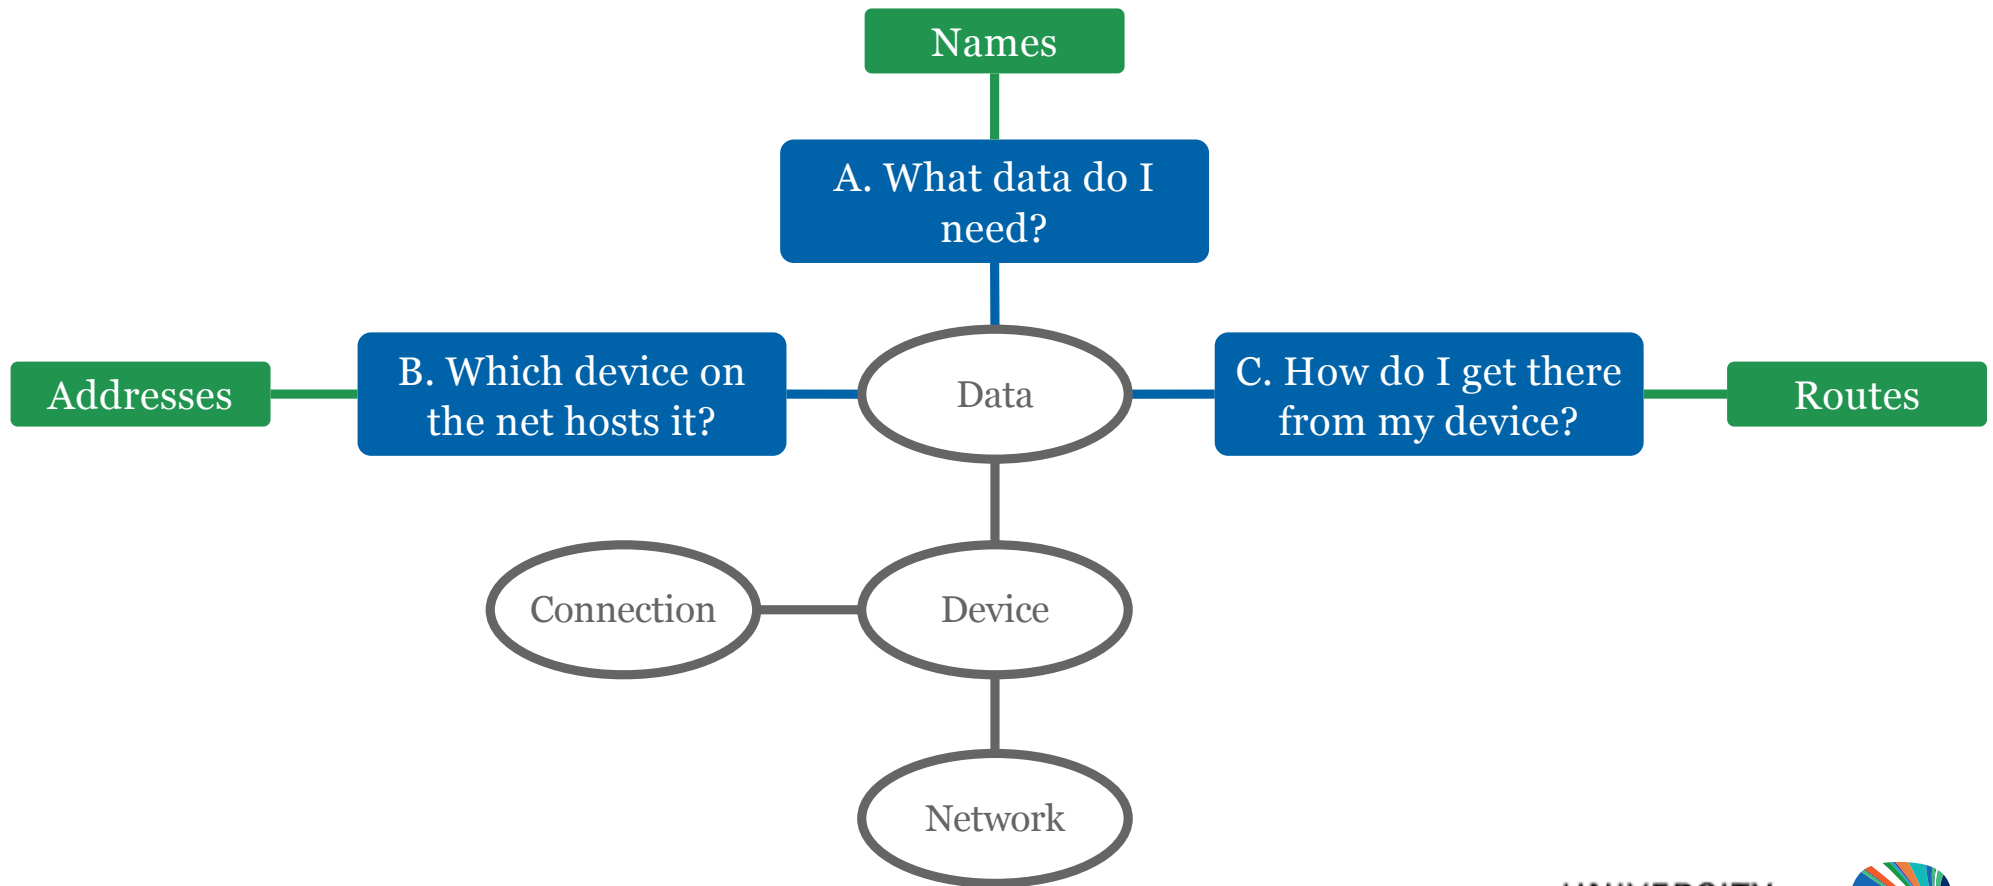 Names
A. What data do I
need?
Addresses
B. Which device on
the net hosts it?
Data
C. How do I get there
from my device?
Routes
Connection
Device
Network